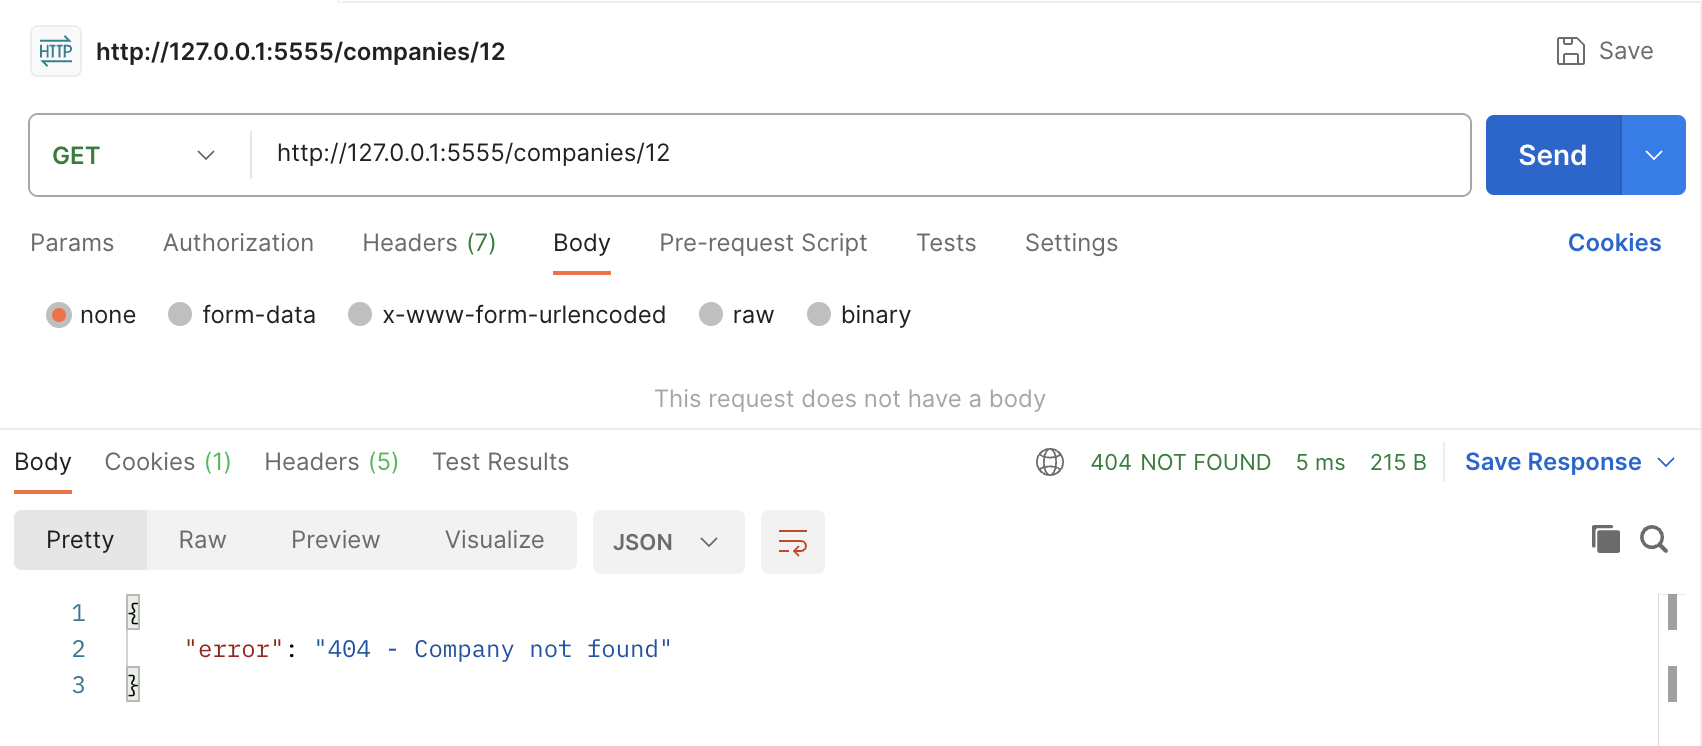 HTTP http://127.0.0.1:5555/companies/12 Save
GET http://127.0.0.1:5555/companies/12 Send
Params Authorization Headers (7) Body Pre-request Script Tests Settings Cookies
none form-data x-www-form-urlencoded raw binary
This request does not have a body
Body Cookies (1) Headers (5) Test Results 404 NOT FOUND 5 ms 215 B Save Response
Pretty Raw Preview Visualize JSON
1 {
2 "error": "404 - Company not found"
3 }